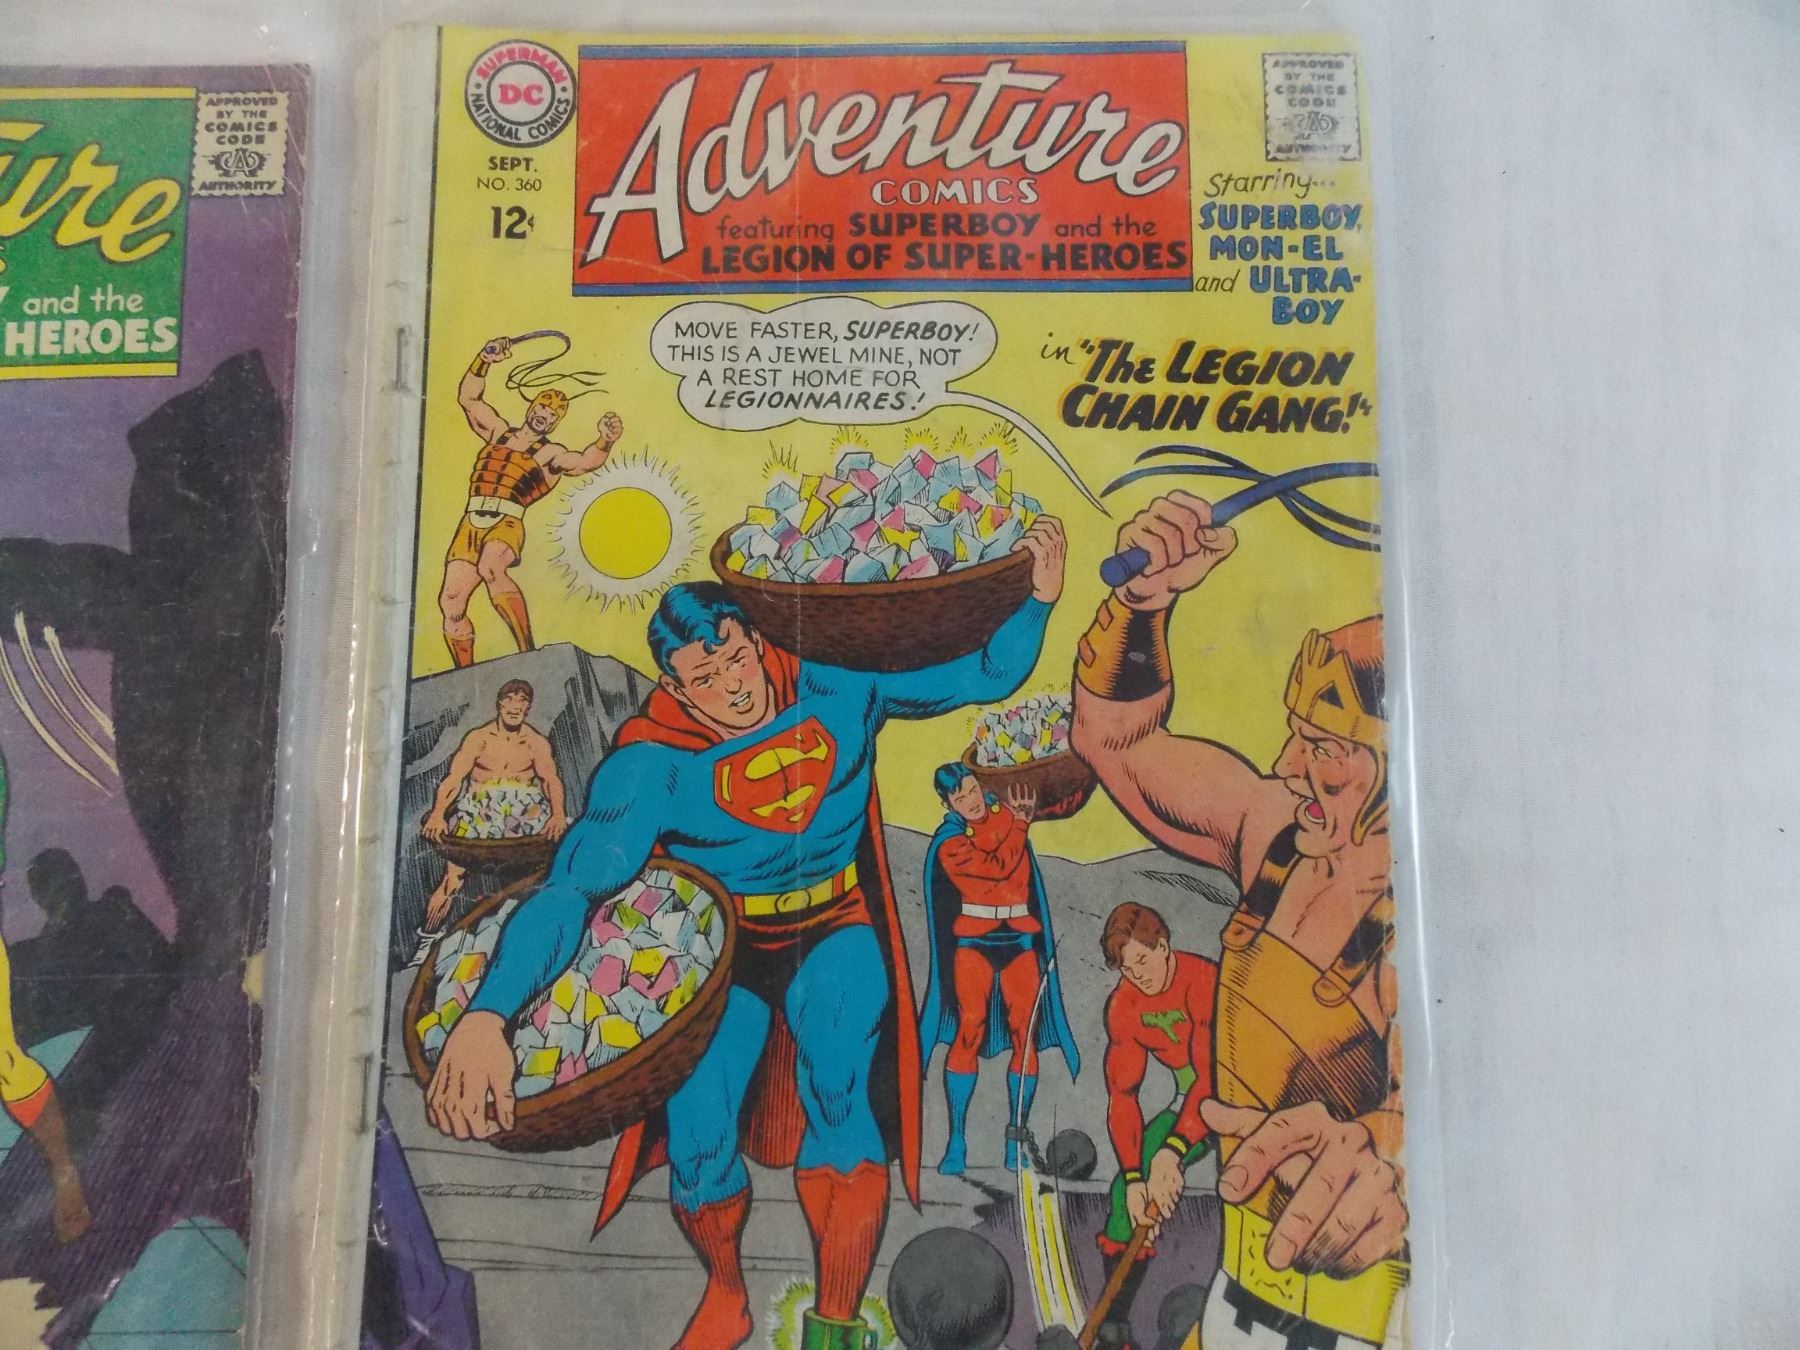 ture
and the
HEROES
APPROVED
BY THE
COMICS
CODE
CA
AUTHORITY
SUPERMAN
DC
NATIONAL COMICS
SEPT.
NO. 360
12¢
Adventure
COMICS
featuring SUPERBOY and the
LEGION OF SUPER-HEROES
APPROVED
BY THE
COMICS
CODE
CA
AUTHORITY
Starring...
SUPERBOY,
MON-EL
and ULTRA-
BOY
in "THE LEGION
CHAIN GANG!"
MOVE FASTER, SUPERBOY!
THIS IS A JEWEL MINE, NOT
A REST HOME FOR
LEGIONNAIRES!
S